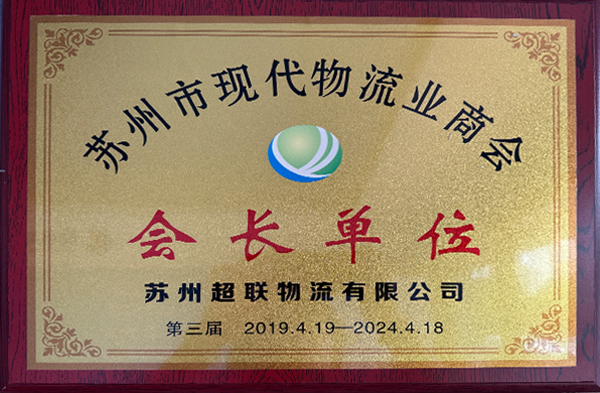 苏州市现代物流业商会
会长单位
苏州超联物流有限公司
第三届 2019.4.19—2024.4.18